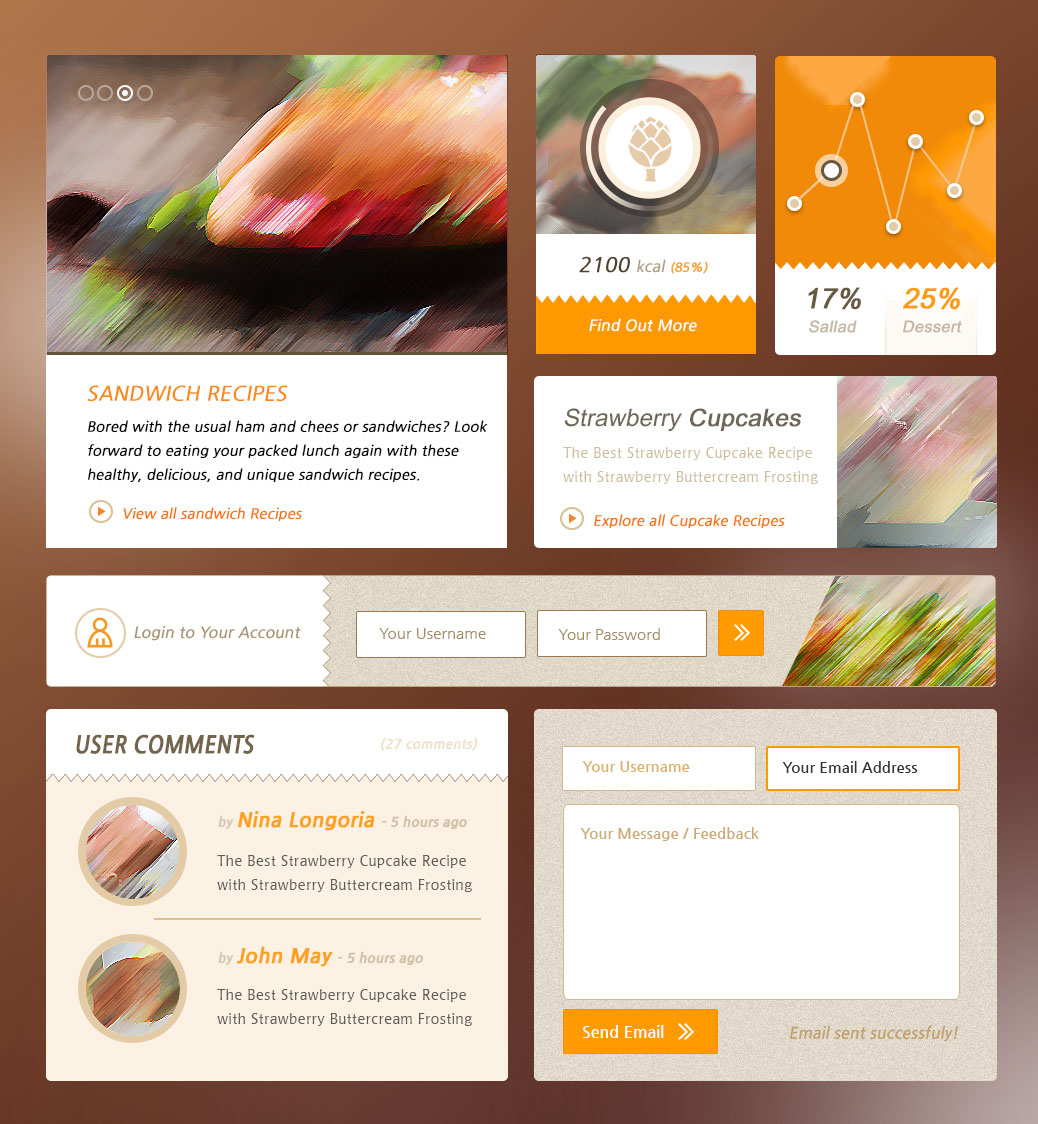 SANDWICH RECIPES
Bored with the usual ham and chees or sandwiches? Look
forward to eating your packed lunch again with these
healthy, delicious, and unique sandwich recipes.
View all sandwich Recipes
2100 kcal (85%)
Find Out More
17%
Sallad
25%
Dessert
Strawberry Cupcakes
The Best Strawberry Cupcake Recipe
with Strawberry Buttercream Frosting
Explore all Cupcake Recipes
Login to Your Account
Your Username
Your Password
USER COMMENTS
(27 comments)
by Nina Longoria - 5 hours ago
The Best Strawberry Cupcake Recipe
with Strawberry Buttercream Frosting
by John May - 5 hours ago
The Best Strawberry Cupcake Recipe
with Strawberry Buttercream Frosting
Your Username
Your Email Address
Your Message / Feedback
Send Email
Email sent successfuly!